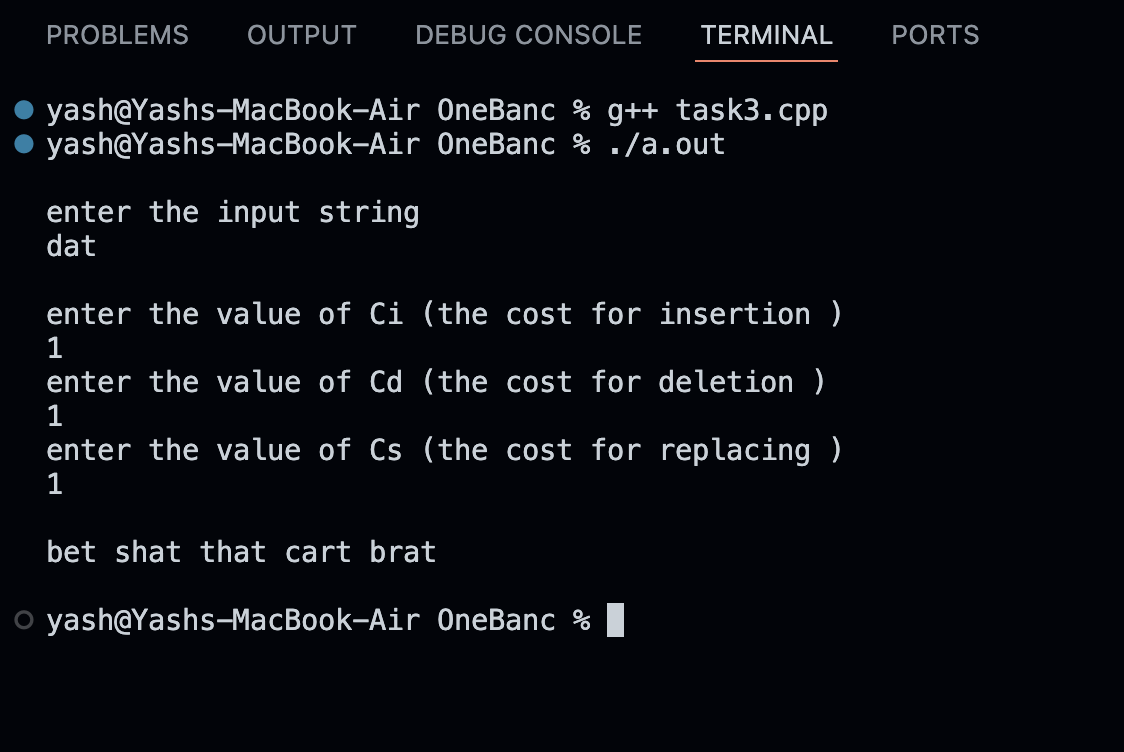 PROBLEMS OUTPUT DEBUG CONSOLE TERMINAL PORTS
yash@Yashs-MacBook-Air OneBanc % g++ task3.cpp
yash@Yashs-MacBook-Air OneBanc % ./a.out
enter the input string
dat
enter the value of Ci (the cost for insertion )
1
enter the value of Cd (the cost for deletion )
1
enter the value of Cs (the cost for replacing )
1
bet shat that cart brat
yash@Yashs-MacBook-Air OneBanc %